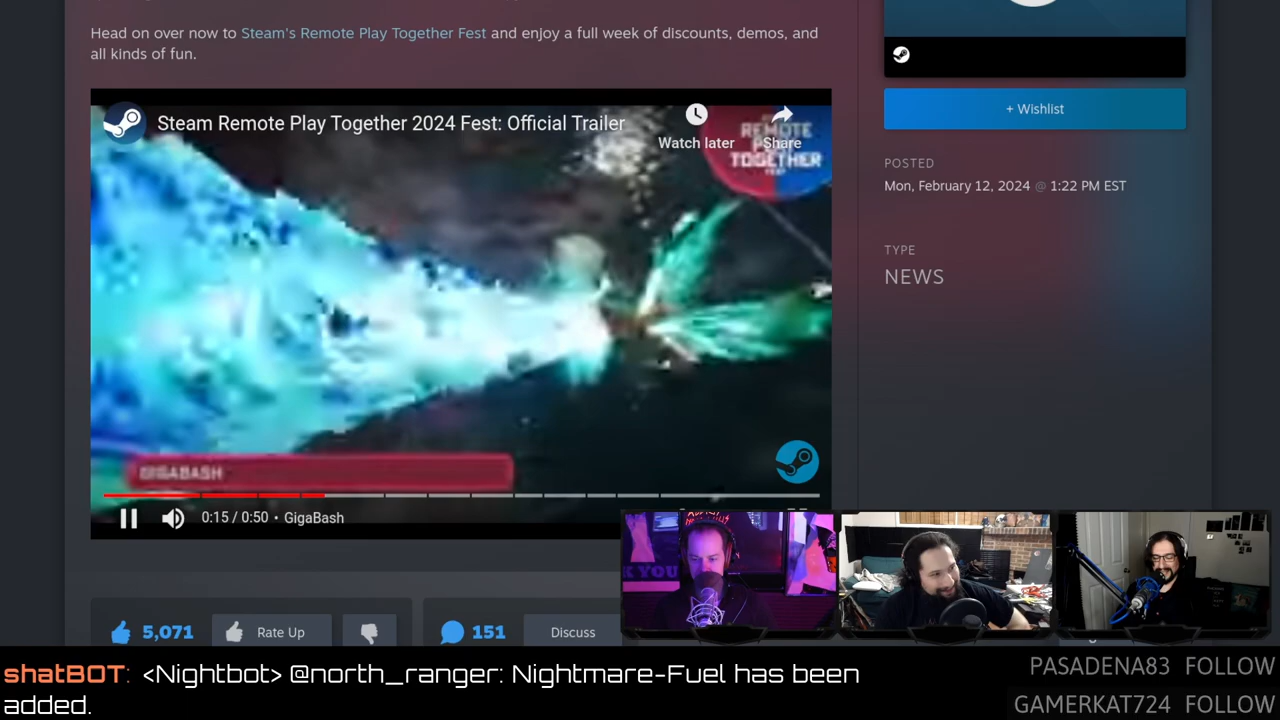 Head on over now to Steam's Remote Play Together Fest and enjoy a full week of discounts, demos, and
all kinds of fun.
+ Wishlist
POSTED
Mon, February 12, 2024 @ 1:22 PM EST
TYPE
NEWS
Steam Remote Play Together 2024 Fest: Official Trailer
Watch later
Share
REMOTE
PLAY
TOGETHER
FEST
GIGABASH
0:15 / 0:50 • GigaBash
5,071
Rate Up
151
Discuss
K YOU
shatBOT: <Nightbot> @north_ranger: Nightmare-Fuel has been
added.
PASADENA83 FOLLOW
GAMERKAT724 FOLLOW